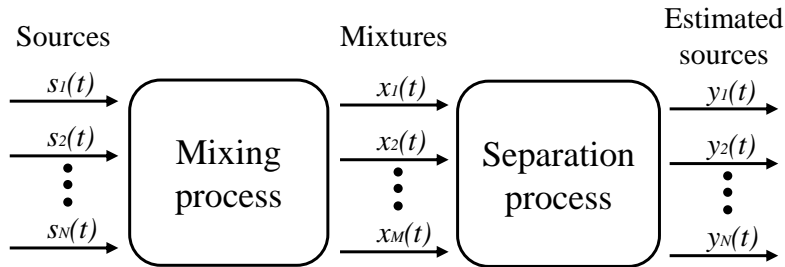 Sources
Mixtures
Estimated
sources
s1(t)
x1(t)
y1(t)
s2(t)
x2(t)
y2(t)
Mixing
process
Separation
process
sN(t)
xM(t)
yN(t)